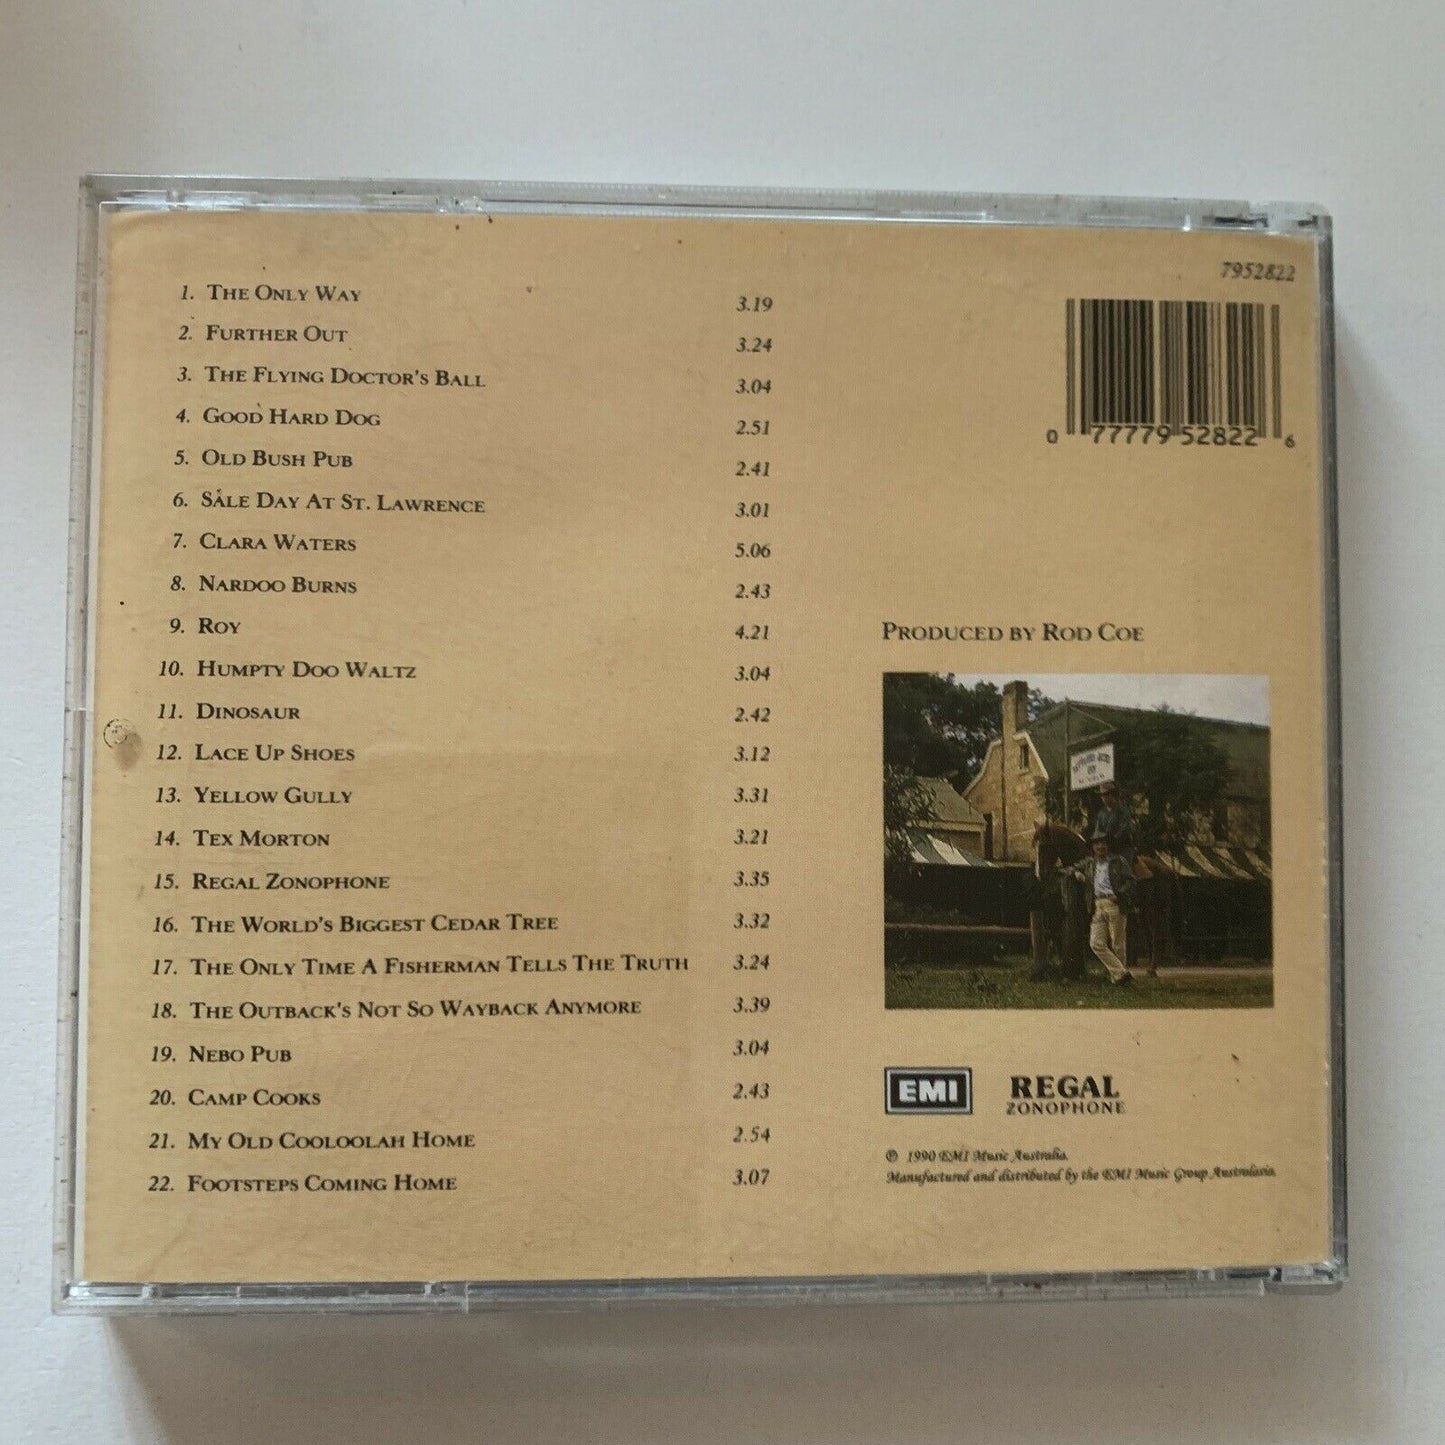 7952822
1. THE ONLY WAY 3.19
2. FURTHER OUT 3.24
3. THE FLYING DOCTOR'S BALL 3.04
4. GOOD HARD DOG 2.51
5. OLD BUSH PUB 2.41
6. SALE DAY AT ST. LAWRENCE 3.01
7. CLARA WATERS 5.06
8. NARDOO BURNS 2.43
9. ROY 4.21
10. HUMPTY DOO WALTZ 3.04
11. DINOSAUR 2.42
12. LACE UP SHOES 3.12
13. YELLOW GULLY 3.31
14. TEX MORTON 3.21
15. REGAL ZONOPHONE 3.35
16. THE WORLD'S BIGGEST CEDAR TREE 3.32
17. THE ONLY TIME A FISHERMAN TELLS THE TRUTH 3.24
18. THE OUTBACK'S NOT SO WAYBACK ANYMORE 3.39
19. NEBO PUB 3.04
20. CAMP COOKS 2.43
21. MY OLD COOLOOLAH HOME 2.54
22. FOOTSTEPS COMING HOME 3.07
0 77779 52822 6
PRODUCED BY ROD COE
EMI
REGAL
ZONOPHONE
℗ 1990 EMI Music Australia.
Manufactured and distributed by the EMI Music Group Australasia.